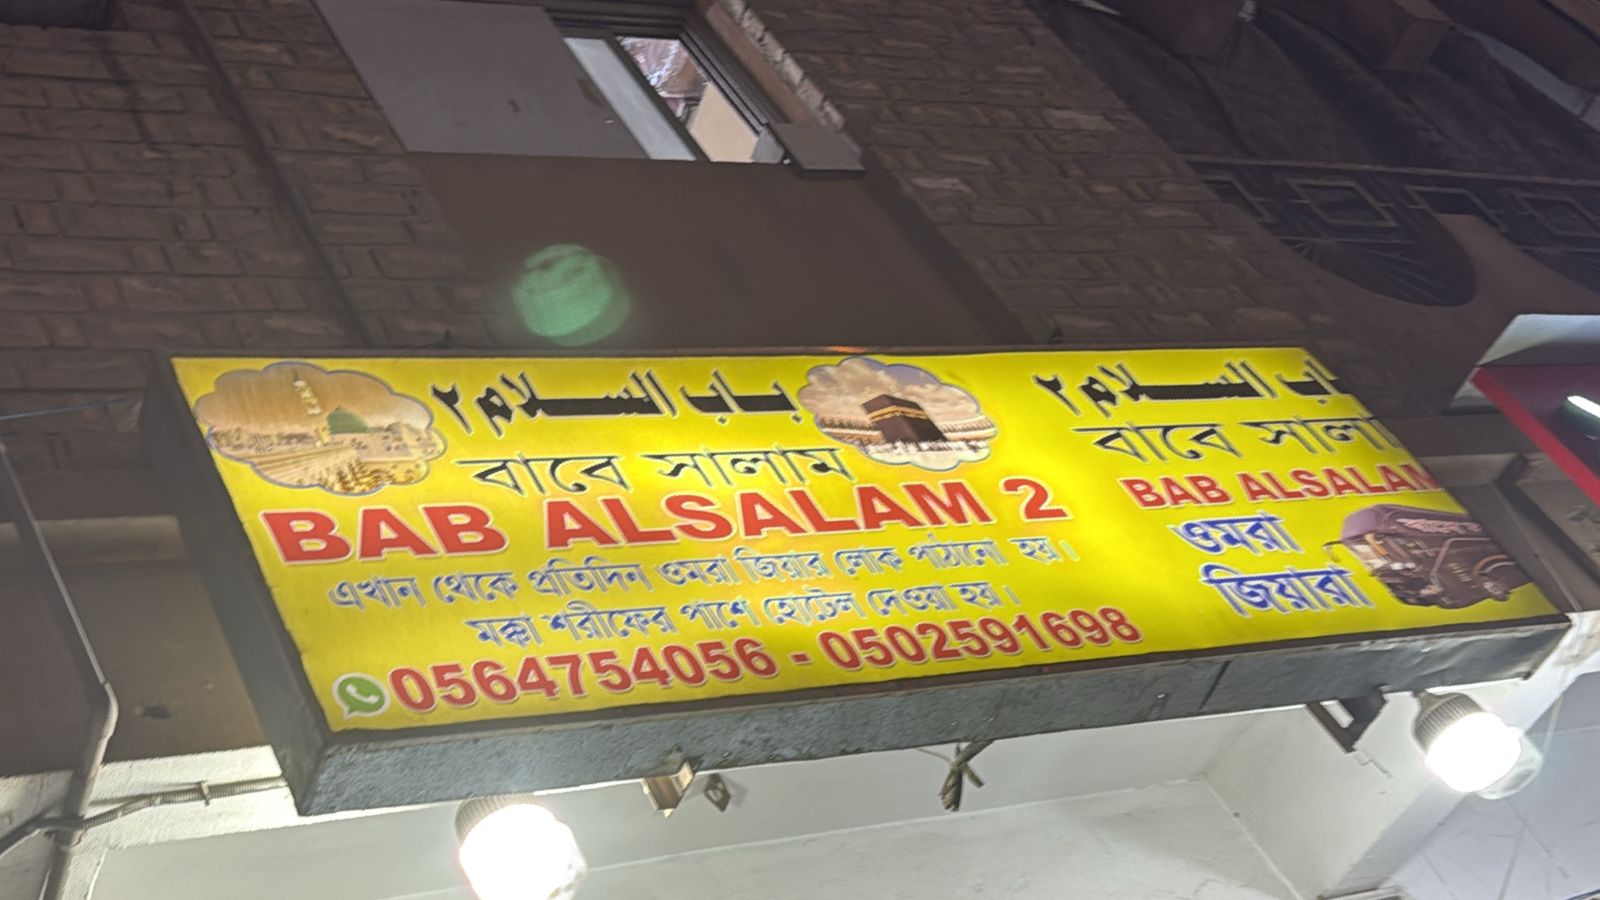 باب السلام ٢
বাবে সালাম
BAB ALSALAM 2
এখান থেকে প্রতিদিন ওমরা জিয়ার লোক পাঠানো হয়।
মক্কা শরীফের পাশে হোটেল দেওয়া হয়।
0564754056 - 0502591698
باب السلام ٢
বাবে সালা
BAB ALSALAM
ওমরা
জিয়ারা